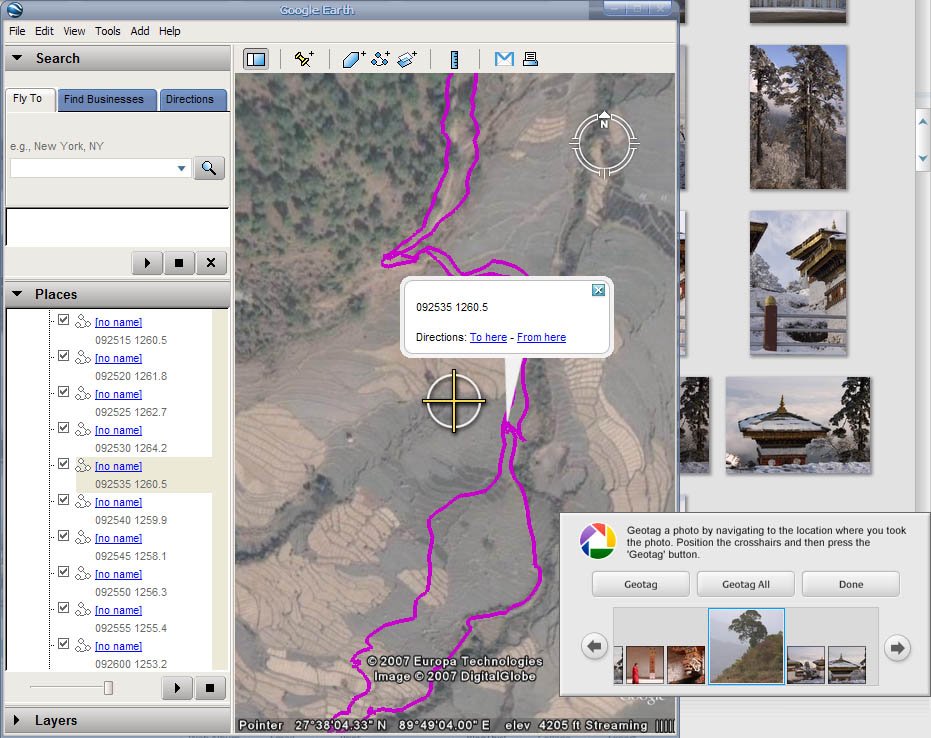 Google Earth
File Edit View Tools Add Help
Search
Fly To Find Businesses Directions
e.g., New York, NY
Places
[no name]
092515 1260.5
[no name]
092520 1261.8
[no name]
092525 1262.7
[no name]
092530 1264.2
[no name]
092535 1260.5
[no name]
092540 1259.9
[no name]
092545 1258.1
[no name]
092550 1256.3
[no name]
092555 1255.4
[no name]
092600 1253.2
Layers
N
092535 1260.5
Directions: To here - From here
© 2007 Europa Technologies
Image © 2007 DigitalGlobe
Google
Pointer 27°38'04.33" N 89°49'04.00" E elev 4205 ft Streaming ||||
Geotag a photo by navigating to the location where you took
the photo. Position the crosshairs and then press the
'Geotag' button.
Geotag Geotag All Done